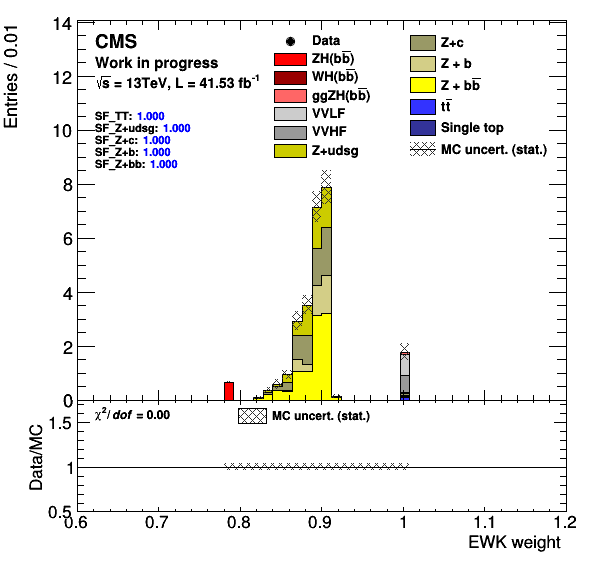 Entries / 0.01
14
12
10
8
6
4
2
0
CMS
Work in progress
√s = 13TeV, L = 41.53 fb⁻¹
SF_TT: 1.000
SF_Z+udsg: 1.000
SF_Z+c: 1.000
SF_Z+b: 1.000
SF_Z+bb: 1.000
Data
ZH(bb̅)
WH(bb̅)
ggZH(bb̅)
VVLF
VVHF
Z+udsg
Z+c
Z + b
Z + bb̅
tt̅
Single top
MC uncert. (stat.)
Data/MC
1.5
1
0.5
χ²/dof = 0.00
MC uncert. (stat.)
0.6 0.7 0.8 0.9 1 1.1 1.2
EWK weight